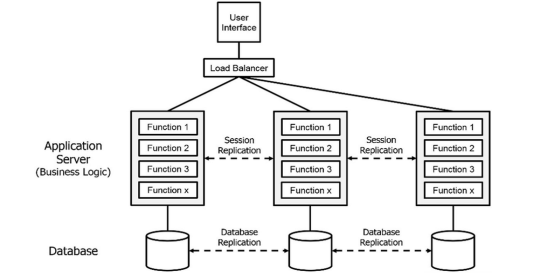 User
Interface
Load Balancer
Application
Server
(Business Logic)
Function 1
Function 2
Function 3
Function x
Session
Replication
Function 1
Function 2
Function 3
Function x
Session
Replication
Function 1
Function 2
Function 3
Function x
Database
Database
Replication
Database
Replication